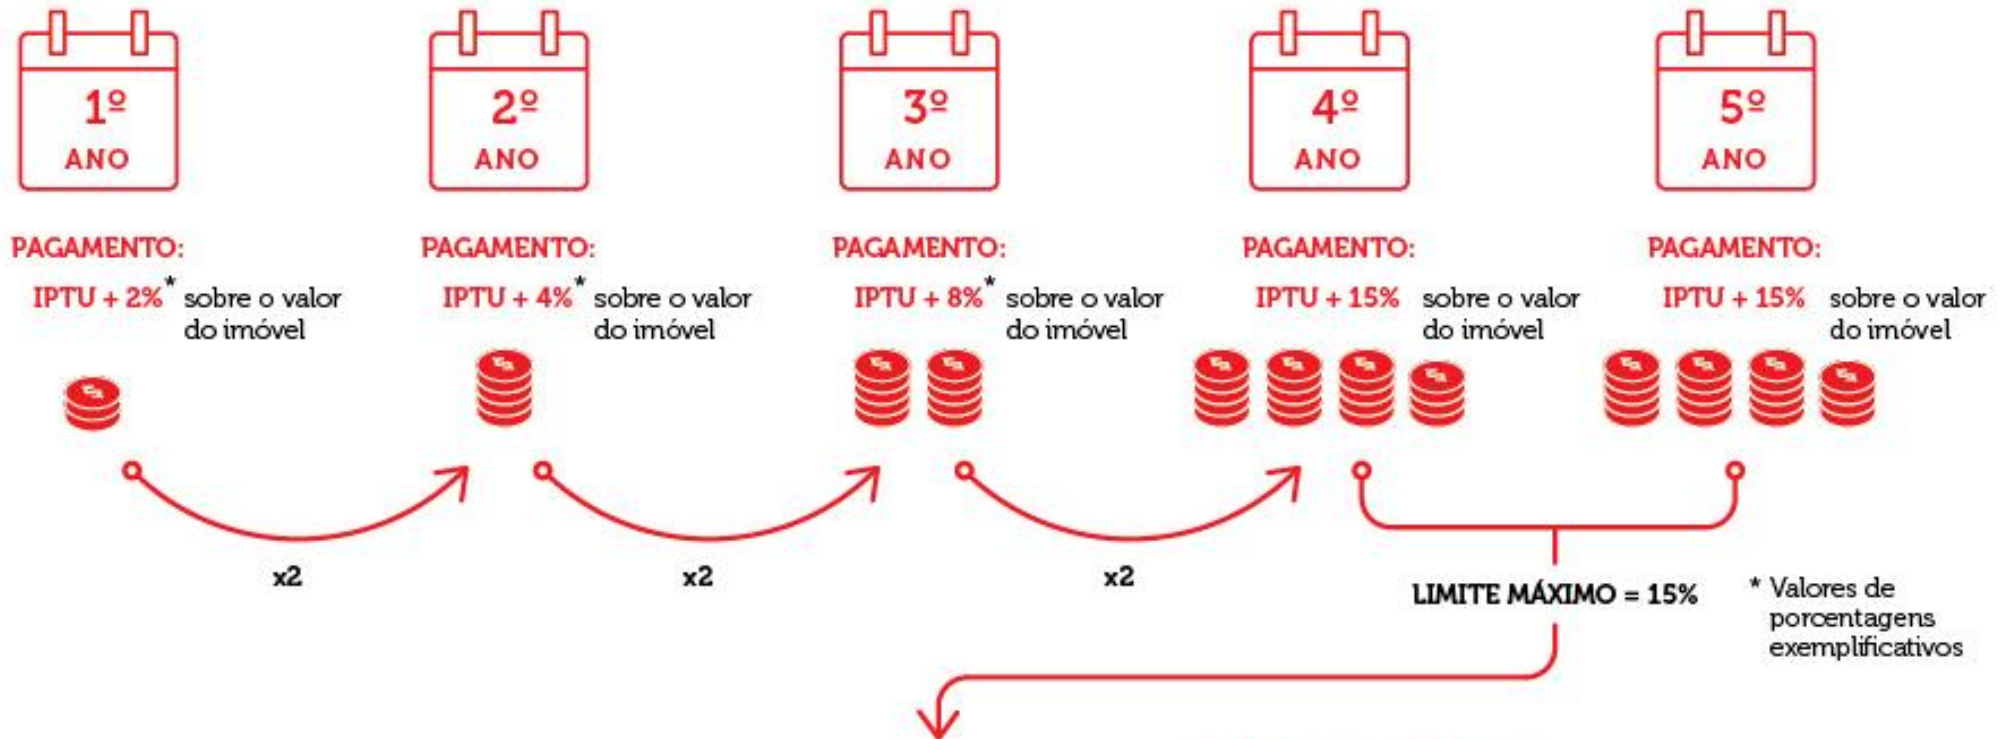 1º
ANO
2º
ANO
3º
ANO
4º
ANO
5º
ANO
PAGAMENTO:
IPTU + 2%* sobre o valor
do imóvel
PAGAMENTO:
IPTU + 4%* sobre o valor
do imóvel
PAGAMENTO:
IPTU + 8%* sobre o valor
do imóvel
PAGAMENTO:
IPTU + 15% sobre o valor
do imóvel
PAGAMENTO:
IPTU + 15% sobre o valor
do imóvel
x2
x2
x2
LIMITE MÁXIMO = 15%
* Valores de
porcentagens
exemplificativos